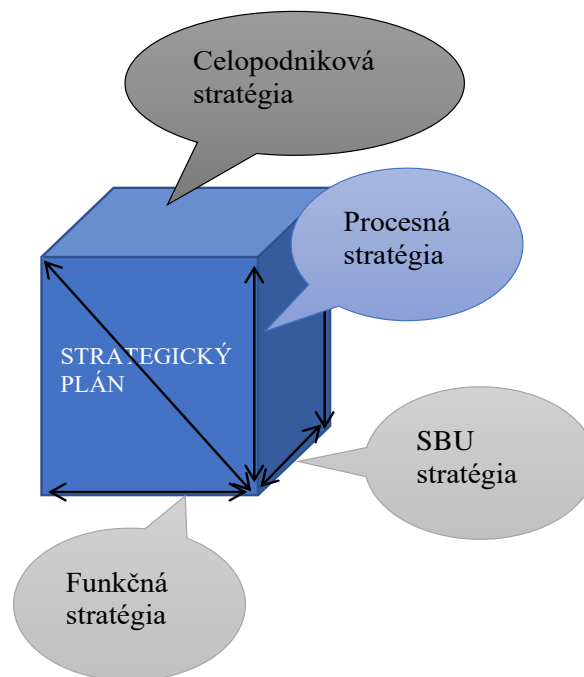 Celopodniková
stratégia
Procesná
stratégia
STRATEGICKÝ
PLÁN
SBU
stratégia
Funkčná
stratégia